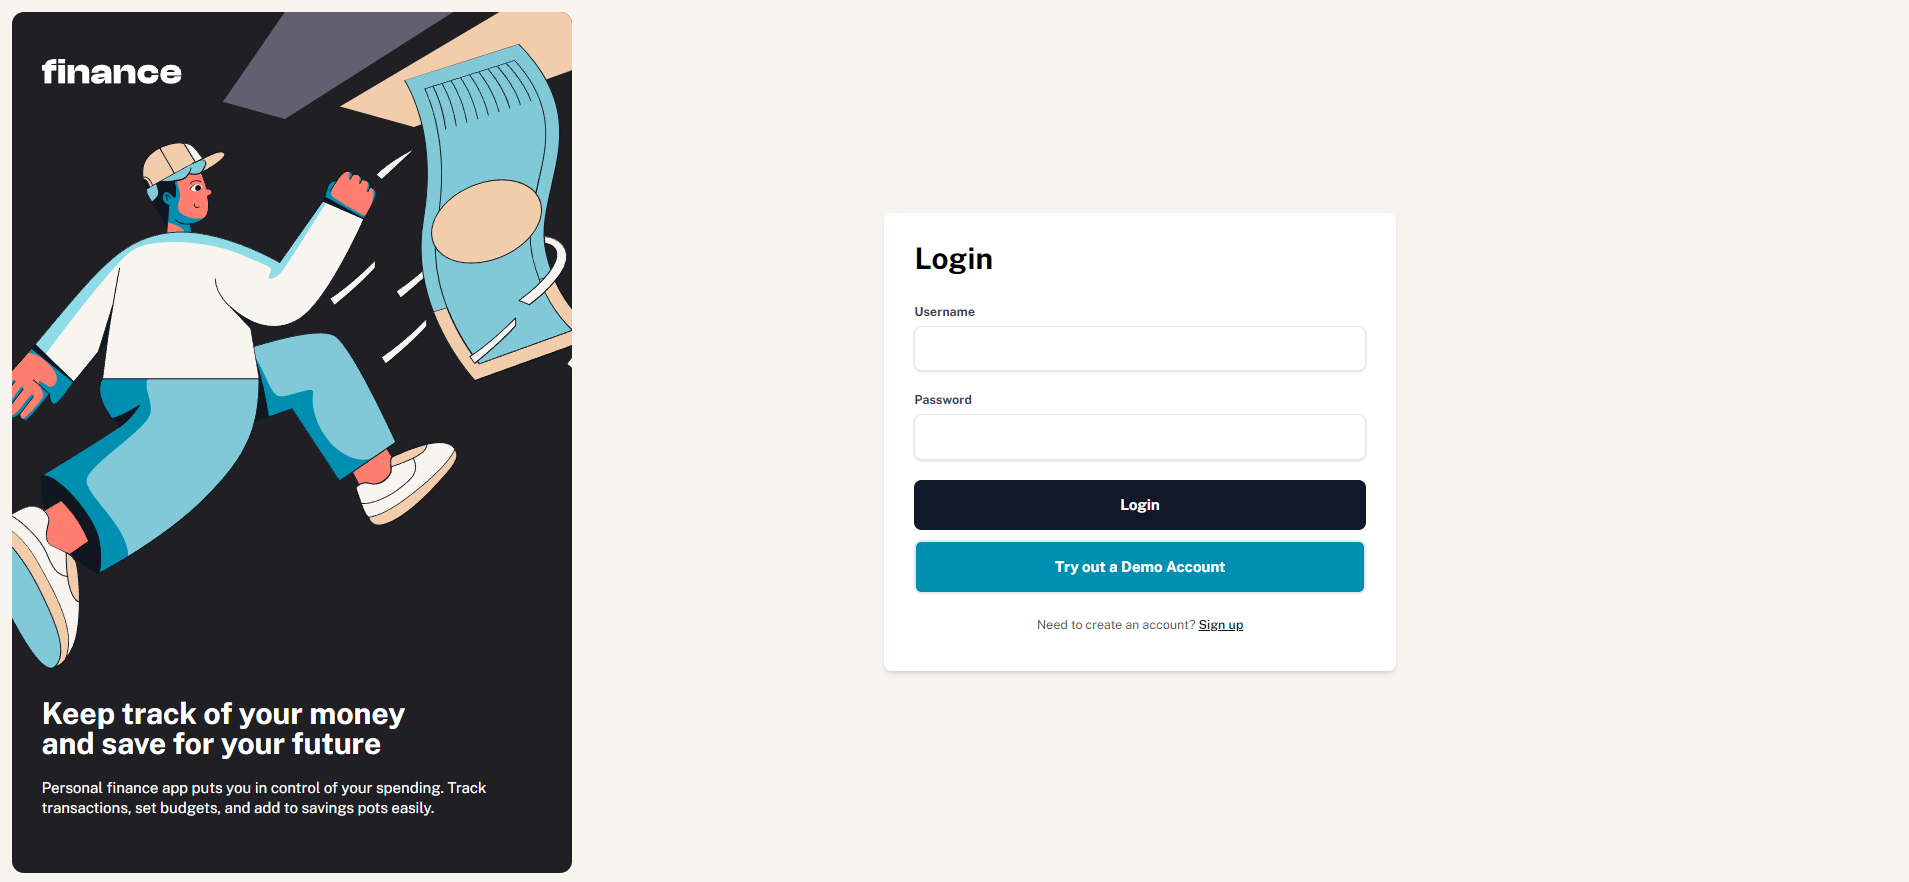 finance
Keep track of your money
and save for your future
Personal finance app puts you in control of your spending. Track
transactions, set budgets, and add to savings pots easily.
Login
Username
Password
Login
Try out a Demo Account
Need to create an account? Sign up